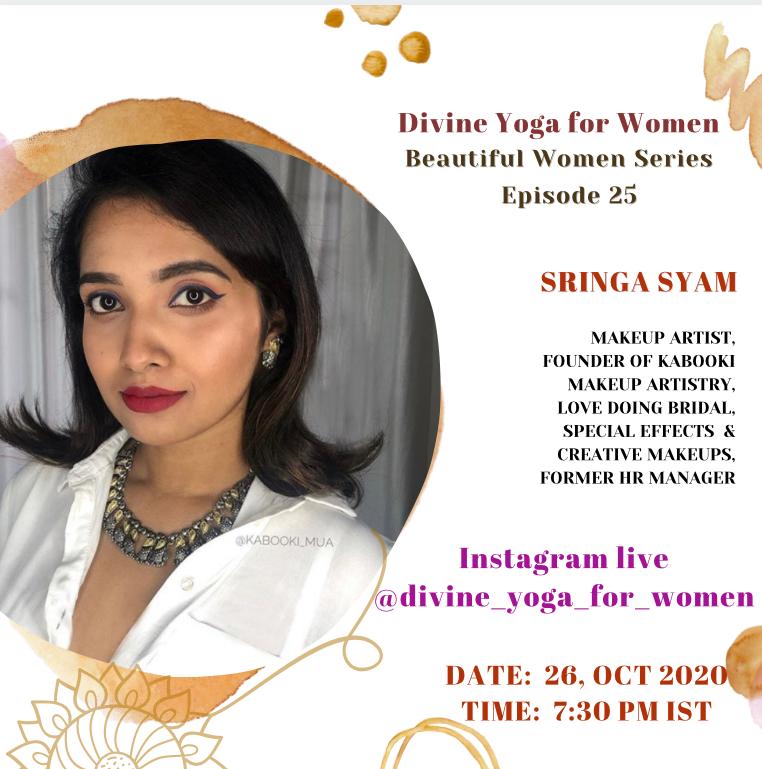 Divine Yoga for Women
Beautiful Women Series
Episode 25
SRINGA SYAM
MAKEUP ARTIST,
FOUNDER OF KABOOKI
MAKEUP ARTISTRY,
LOVE DOING BRIDAL,
SPECIAL EFFECTS &
CREATIVE MAKEUPS,
FORMER HR MANAGER
@KABOOKI_MUA
Instagram live
@divine_yoga_for_women
DATE: 26, OCT 2020
TIME: 7:30 PM IST